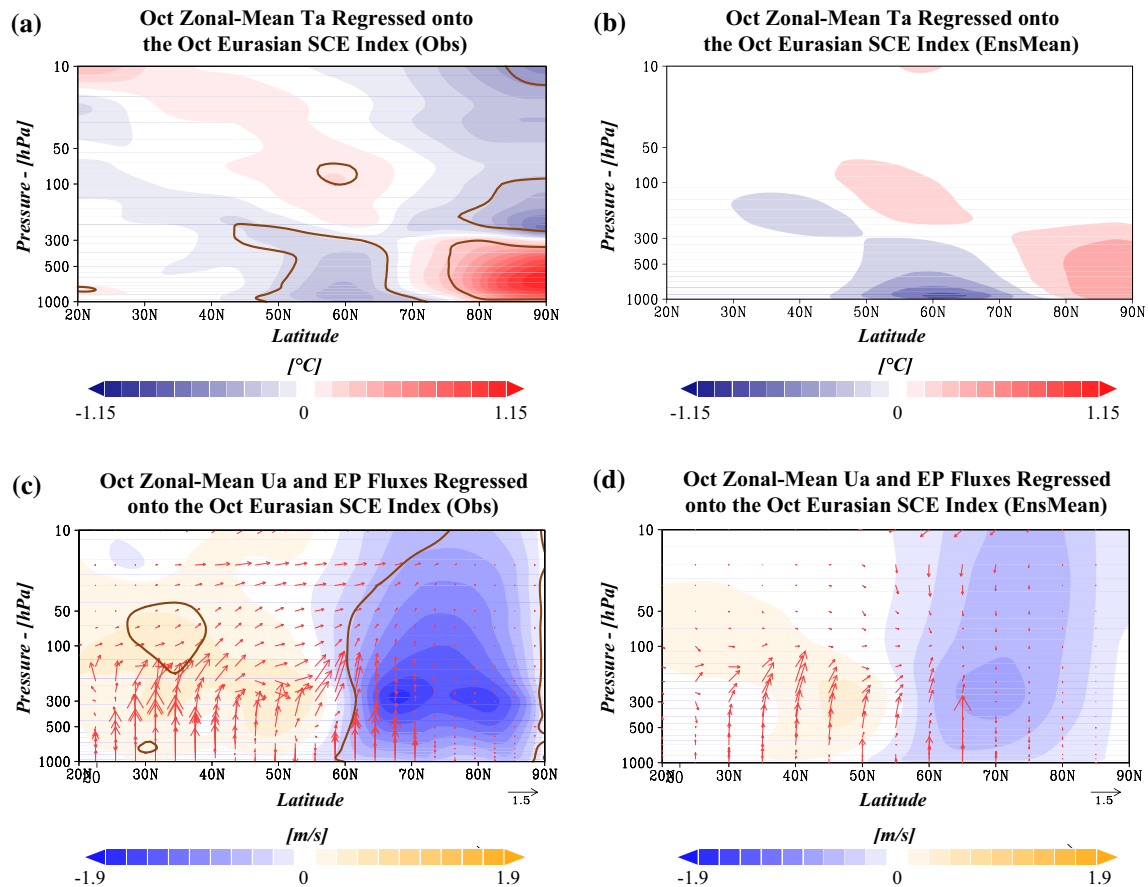 (a)
Oct Zonal-Mean Ta Regressed onto
the Oct Eurasian SCE Index (Obs)
Pressure - [hPa]
10
50
100
300
500
1000
20N
30N
40N
50N
60N
70N
80N
90N
Latitude
[°C]
-1.15
0
1.15
(b)
Oct Zonal-Mean Ta Regressed onto
the Oct Eurasian SCE Index (EnsMean)
Pressure - [hPa]
10
50
100
300
500
1000
20N
30N
40N
50N
60N
70N
80N
90N
Latitude
[°C]
-1.15
0
1.15
(c)
Oct Zonal-Mean Ua and EP Fluxes Regressed
onto the Oct Eurasian SCE Index (Obs)
Pressure - [hPa]
10
50
100
300
500
1000
20N
20
30N
40N
50N
60N
70N
80N
90N
Latitude
1.5
[m/s]
-1.9
0
1.9
(d)
Oct Zonal-Mean Ua and EP Fluxes Regressed
onto the Oct Eurasian SCE Index (EnsMean)
Pressure - [hPa]
10
50
100
300
500
1000
20N
20
30N
40N
50N
60N
70N
80N
90N
Latitude
1.5
[m/s]
-1.9
0
1.9